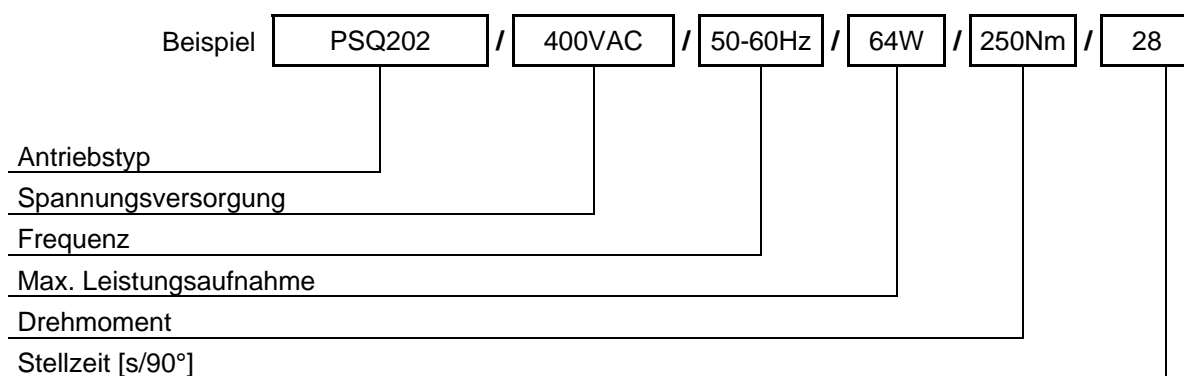 Beispiel PSQ202 / 400VAC / 50-60Hz / 64W / 250Nm / 28
Antriebstyp
Spannungsversorgung
Frequenz
Max. Leistungsaufnahme
Drehmoment
Stellzeit [s/90°]